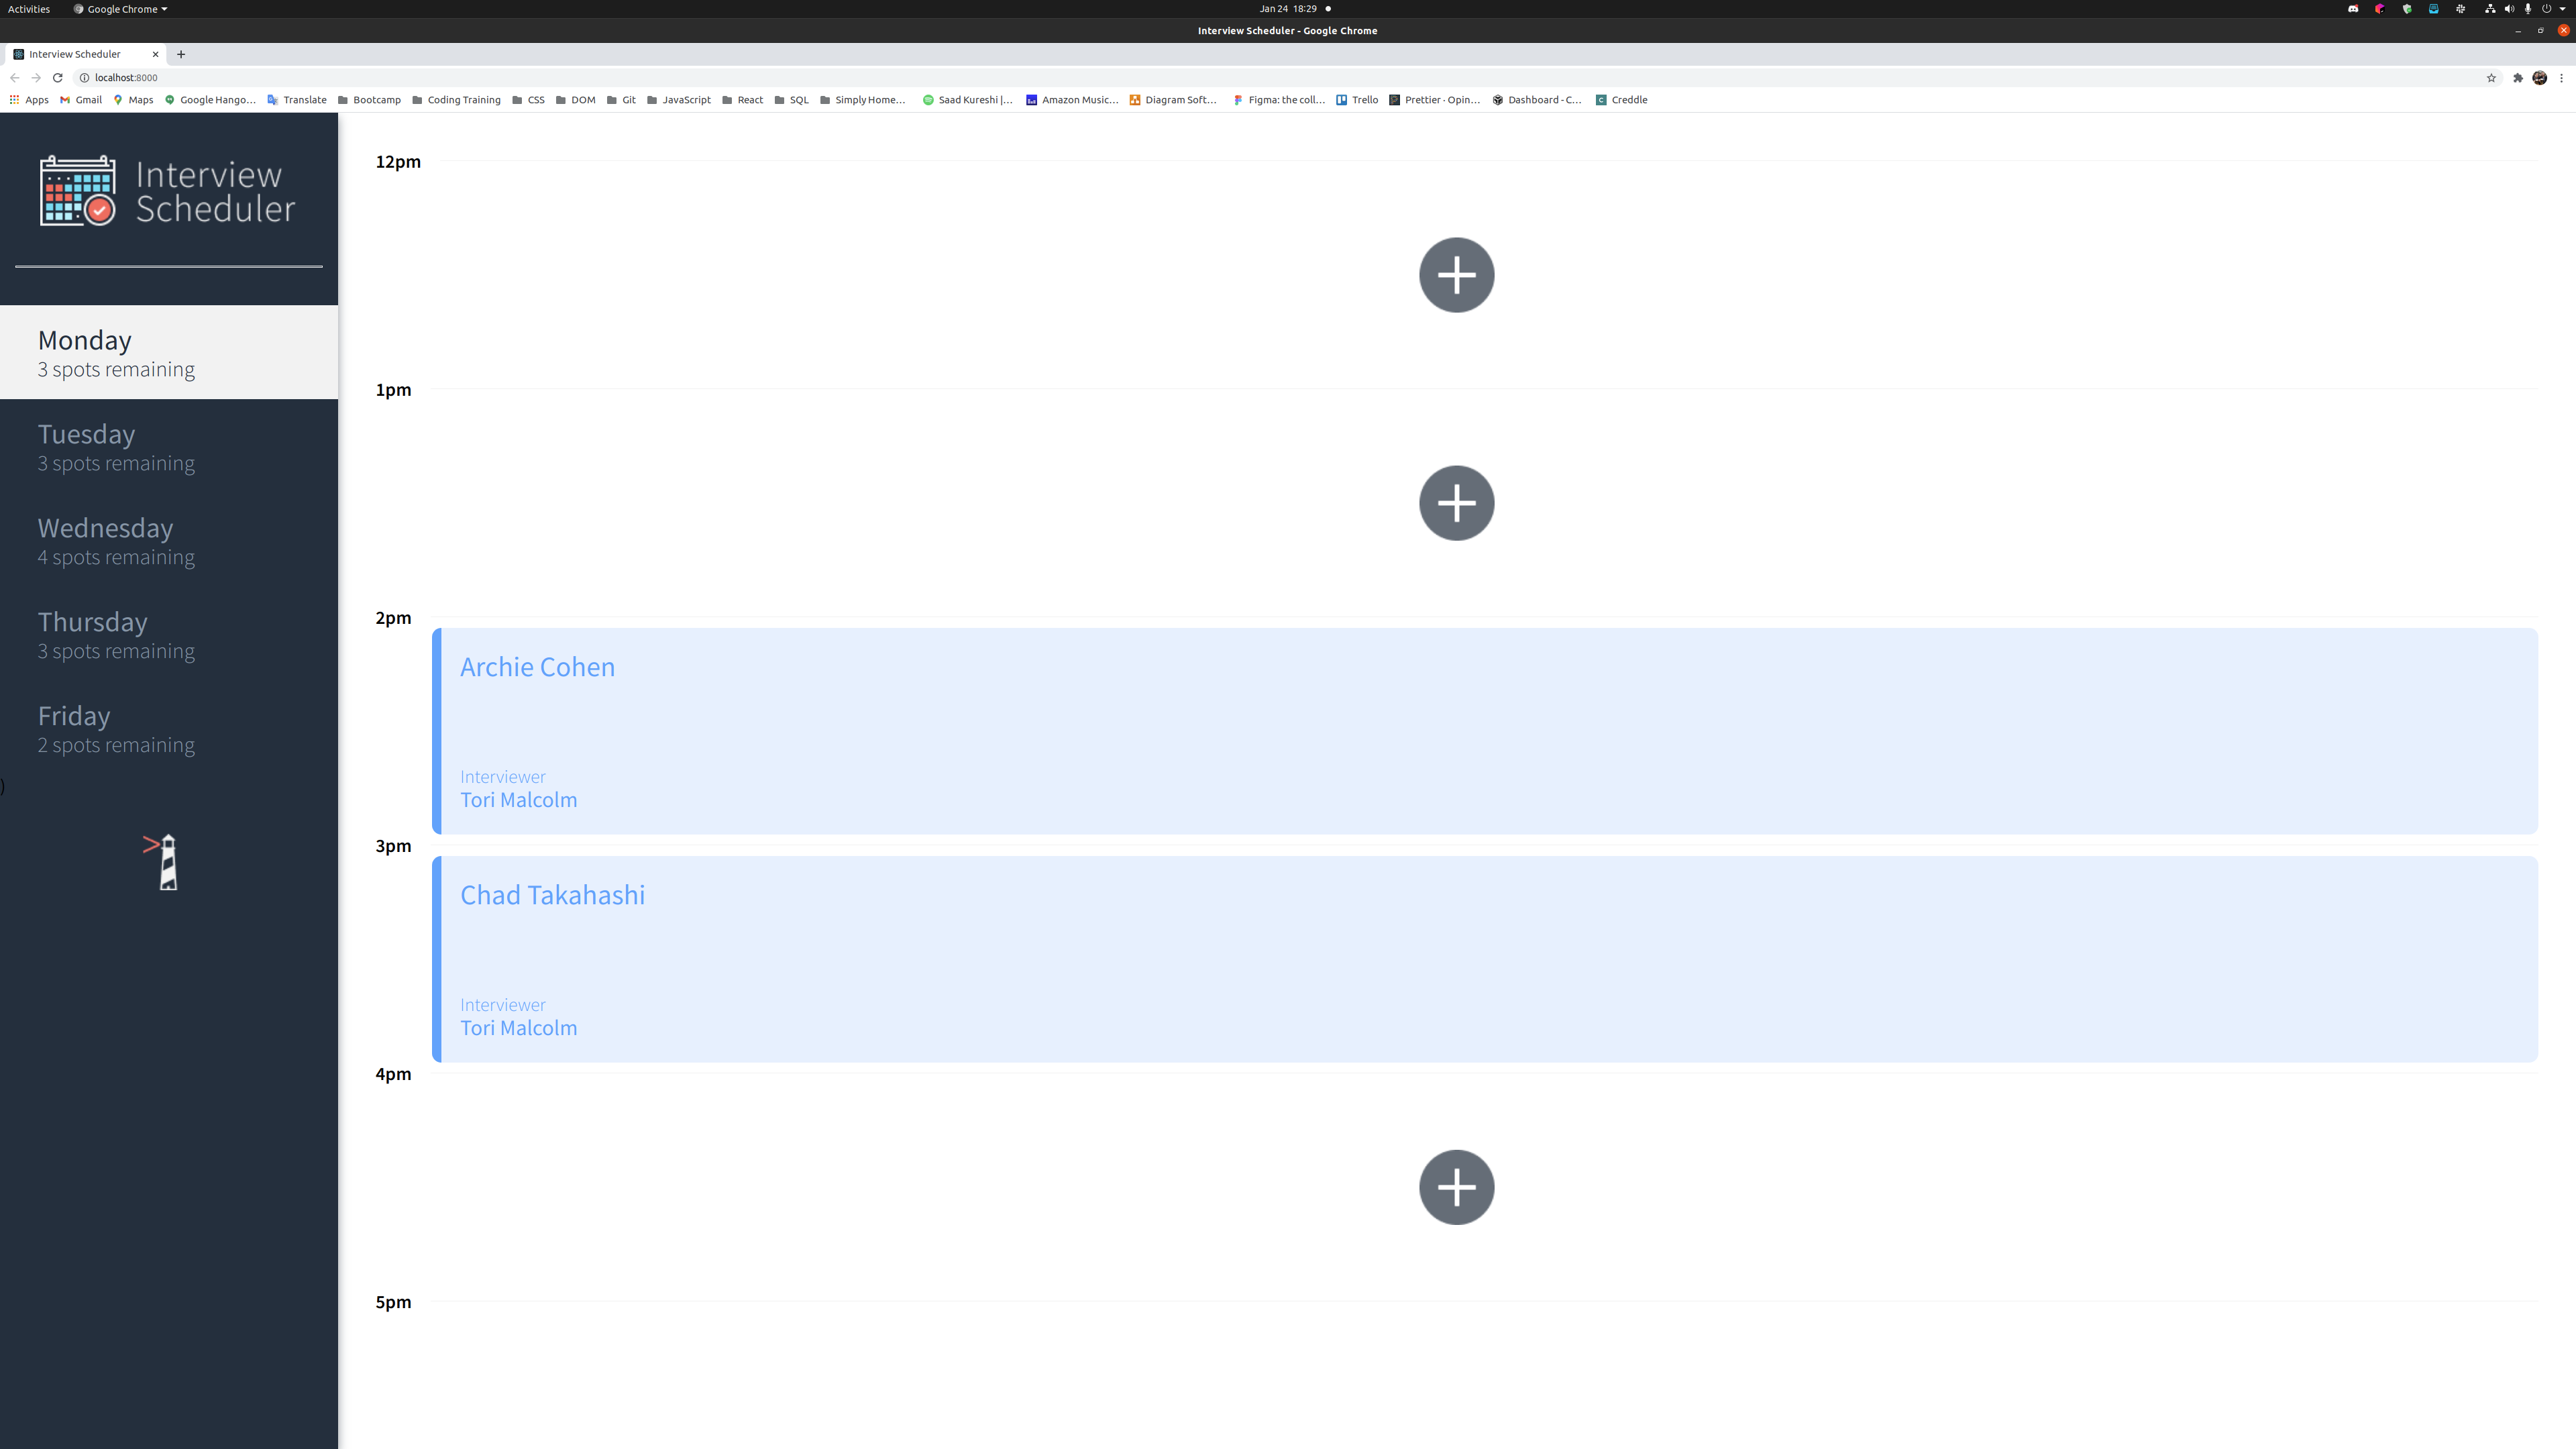 Activities Google Chrome Jan 24 18:29
Interview Scheduler - Google Chrome
Interview Scheduler
localhost:8000
Apps Gmail Maps Google Hango... Translate Bootcamp Coding Training CSS DOM Git JavaScript React SQL Simply Home... Saad Kureshi |... Amazon Music... Diagram Soft... Figma: the coll... Trello Prettier · Opin... Dashboard - C... Creddle
Interview
Scheduler
Monday
3 spots remaining
Tuesday
3 spots remaining
Wednesday
4 spots remaining
Thursday
3 spots remaining
Friday
2 spots remaining
)
12pm
1pm
2pm
Archie Cohen
Interviewer
Tori Malcolm
3pm
Chad Takahashi
Interviewer
Tori Malcolm
4pm
5pm